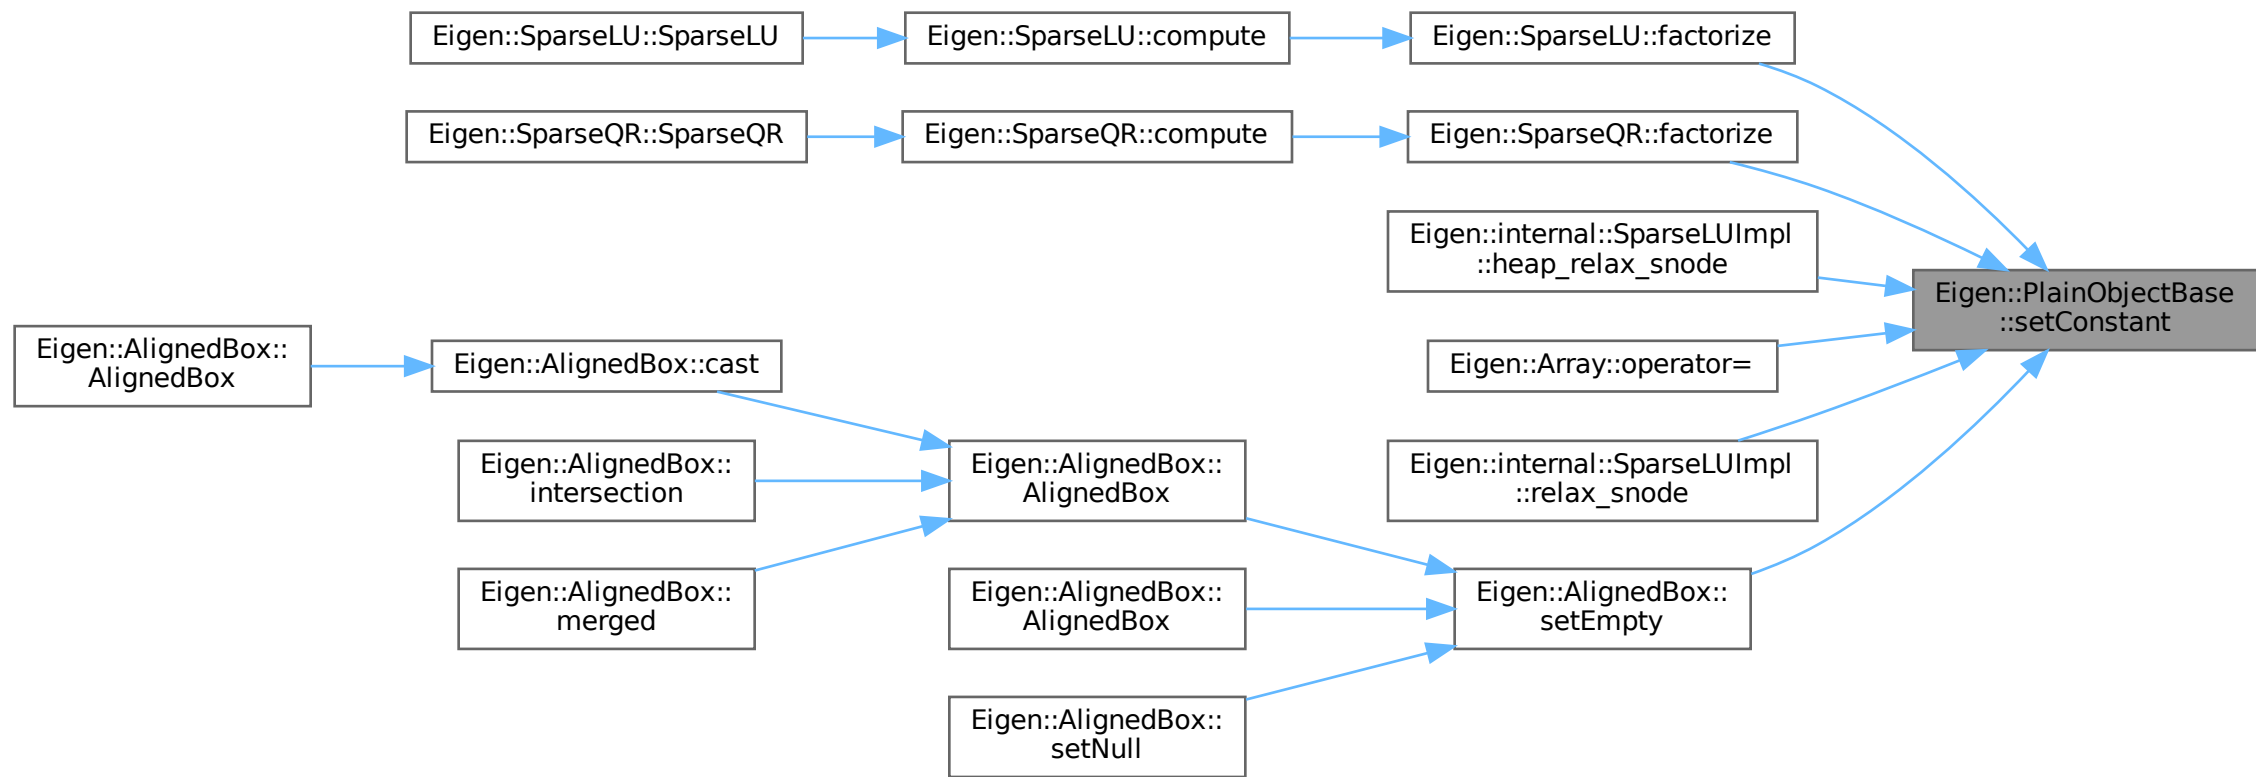 Eigen::SparseLU::SparseLU
Eigen::SparseLU::compute
Eigen::SparseLU::factorize
Eigen::SparseQR::SparseQR
Eigen::SparseQR::compute
Eigen::SparseQR::factorize
Eigen::internal::SparseLUImpl
::heap_relax_snode
Eigen::PlainObjectBase
::setConstant
Eigen::AlignedBox::
AlignedBox
Eigen::AlignedBox::cast
Eigen::Array::operator=
Eigen::AlignedBox::
intersection
Eigen::AlignedBox::
AlignedBox
Eigen::internal::SparseLUImpl
::relax_snode
Eigen::AlignedBox::
merged
Eigen::AlignedBox::
AlignedBox
Eigen::AlignedBox::
setEmpty
Eigen::AlignedBox::
setNull